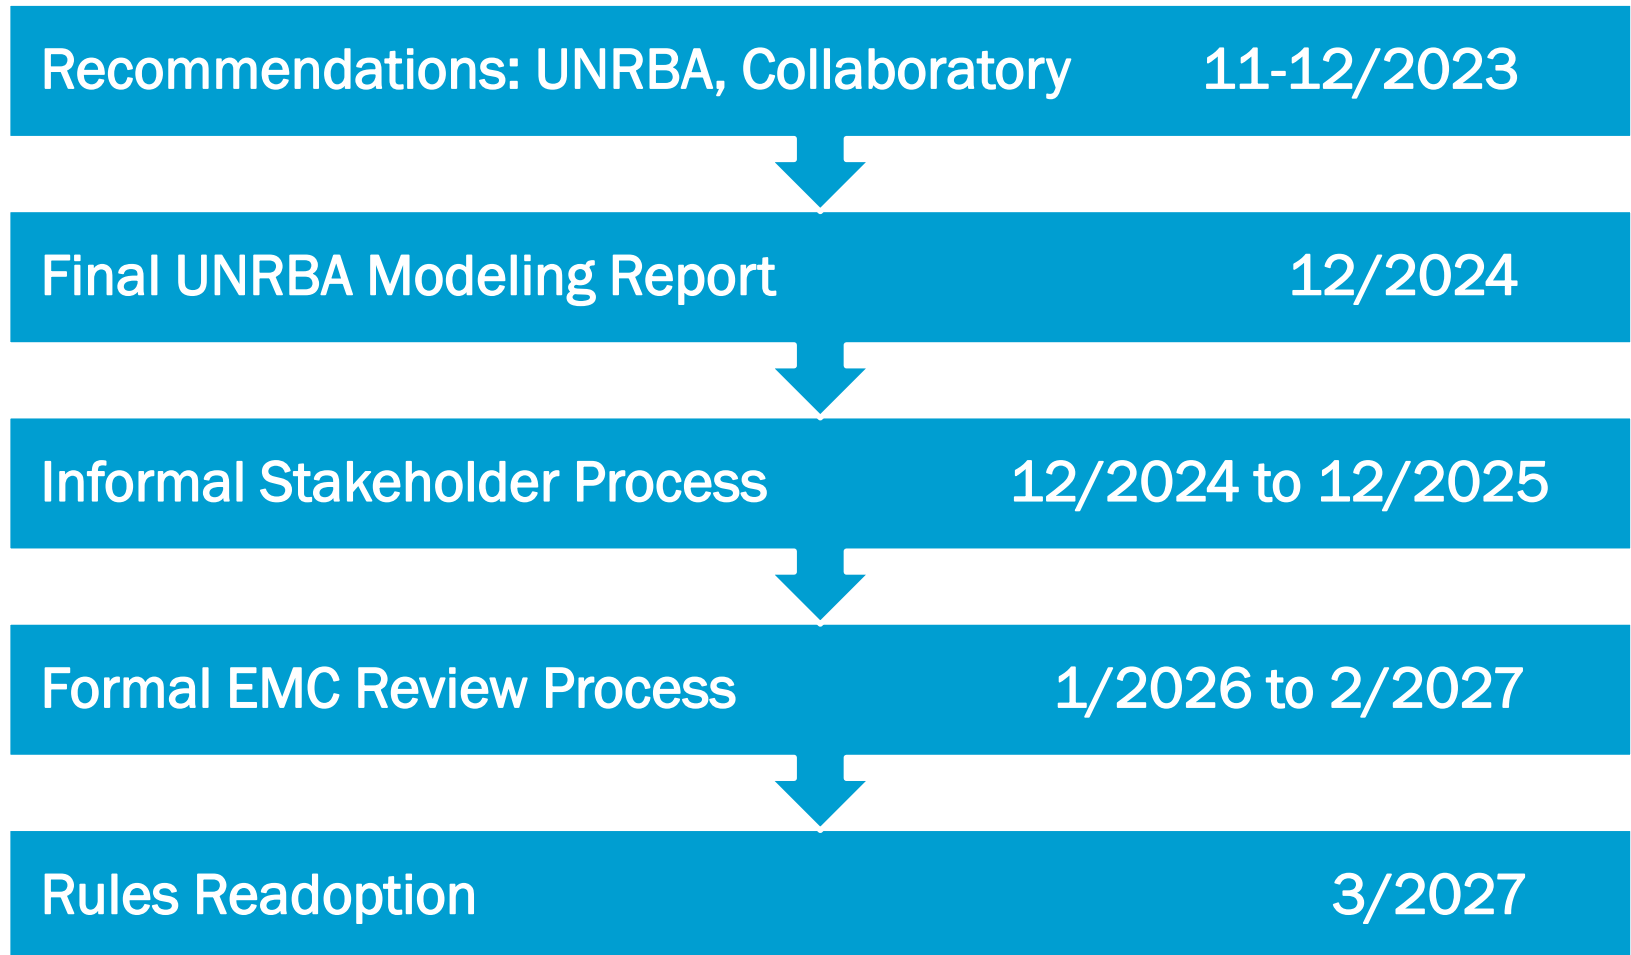 Recommendations: UNRBA, Collaboratory 11-12/2023
Final UNRBA Modeling Report 12/2024
Informal Stakeholder Process 12/2024 to 12/2025
Formal EMC Review Process 1/2026 to 2/2027
Rules Readoption 3/2027